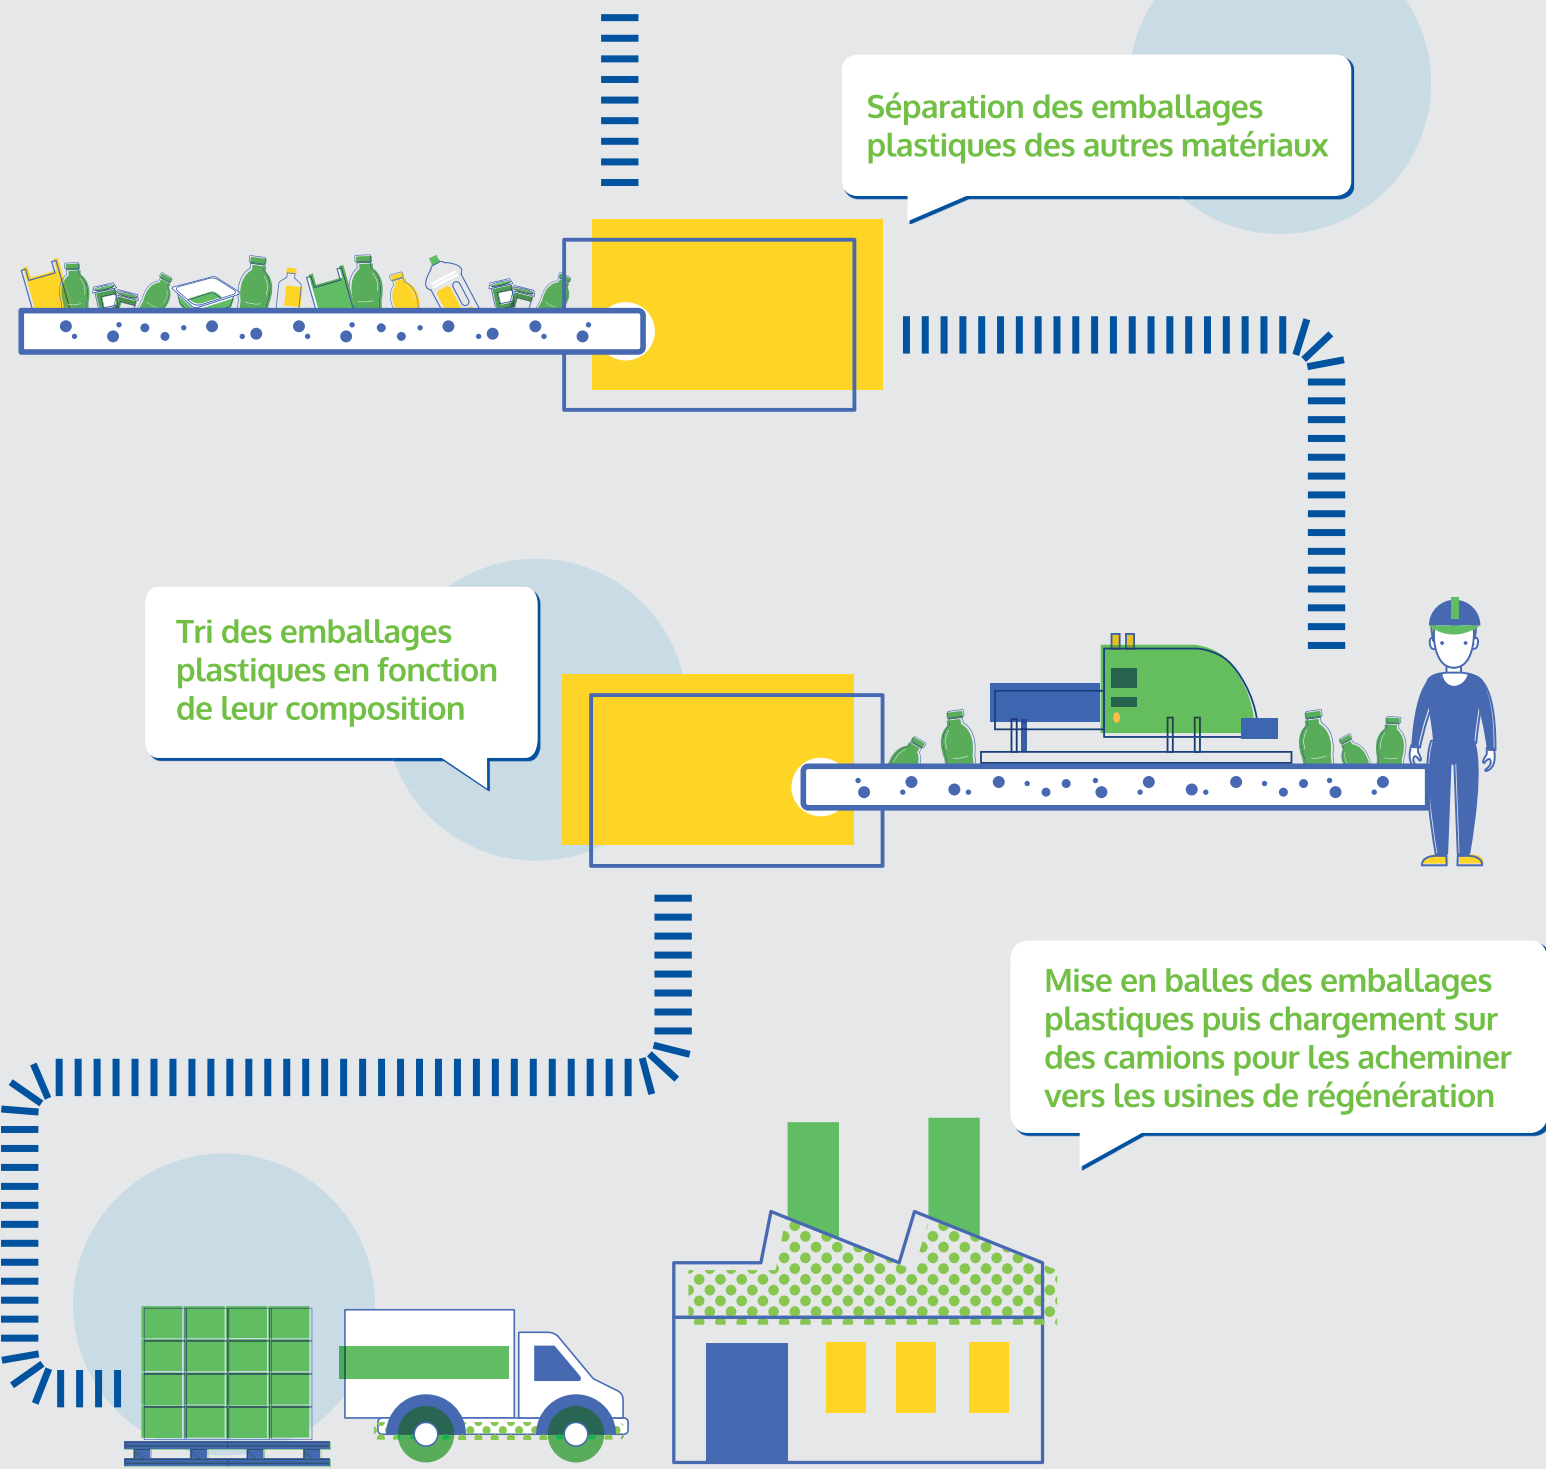 Séparation des emballages
plastiques des autres matériaux
Tri des emballages
plastiques en fonction
de leur composition
Mise en balles des emballages
plastiques puis chargement sur
des camions pour les acheminer
vers les usines de régénération